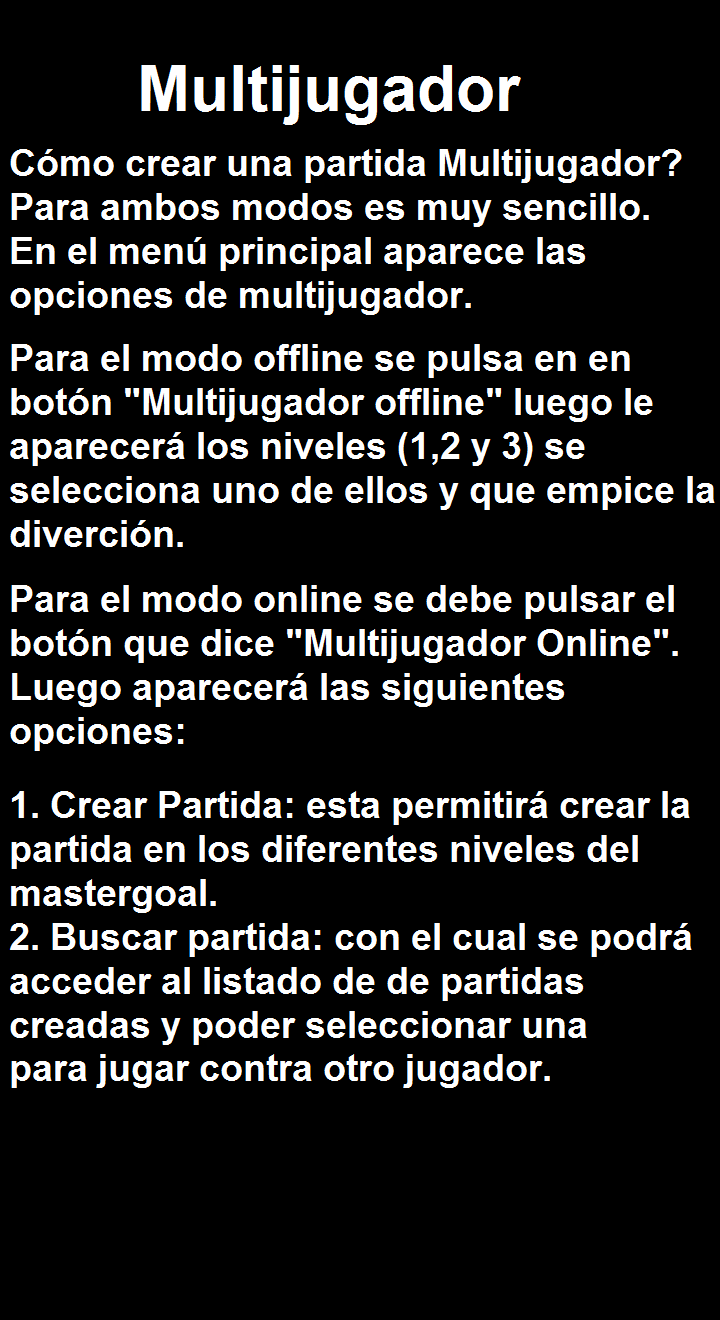 Multijugador
Cómo crear una partida Multijugador?
Para ambos modos es muy sencillo.
En el menú principal aparece las
opciones de multijugador.
Para el modo offline se pulsa en en
botón "Multijugador offline" luego le
aparecerá los niveles (1,2 y 3) se
selecciona uno de ellos y que empice la
diverción.
Para el modo online se debe pulsar el
botón que dice "Multijugador Online".
Luego aparecerá las siguientes
opciones:
1. Crear Partida: esta permitirá crear la
partida en los diferentes niveles del
mastergoal.
2. Buscar partida: con el cual se podrá
acceder al listado de de partidas
creadas y poder seleccionar una
para jugar contra otro jugador.